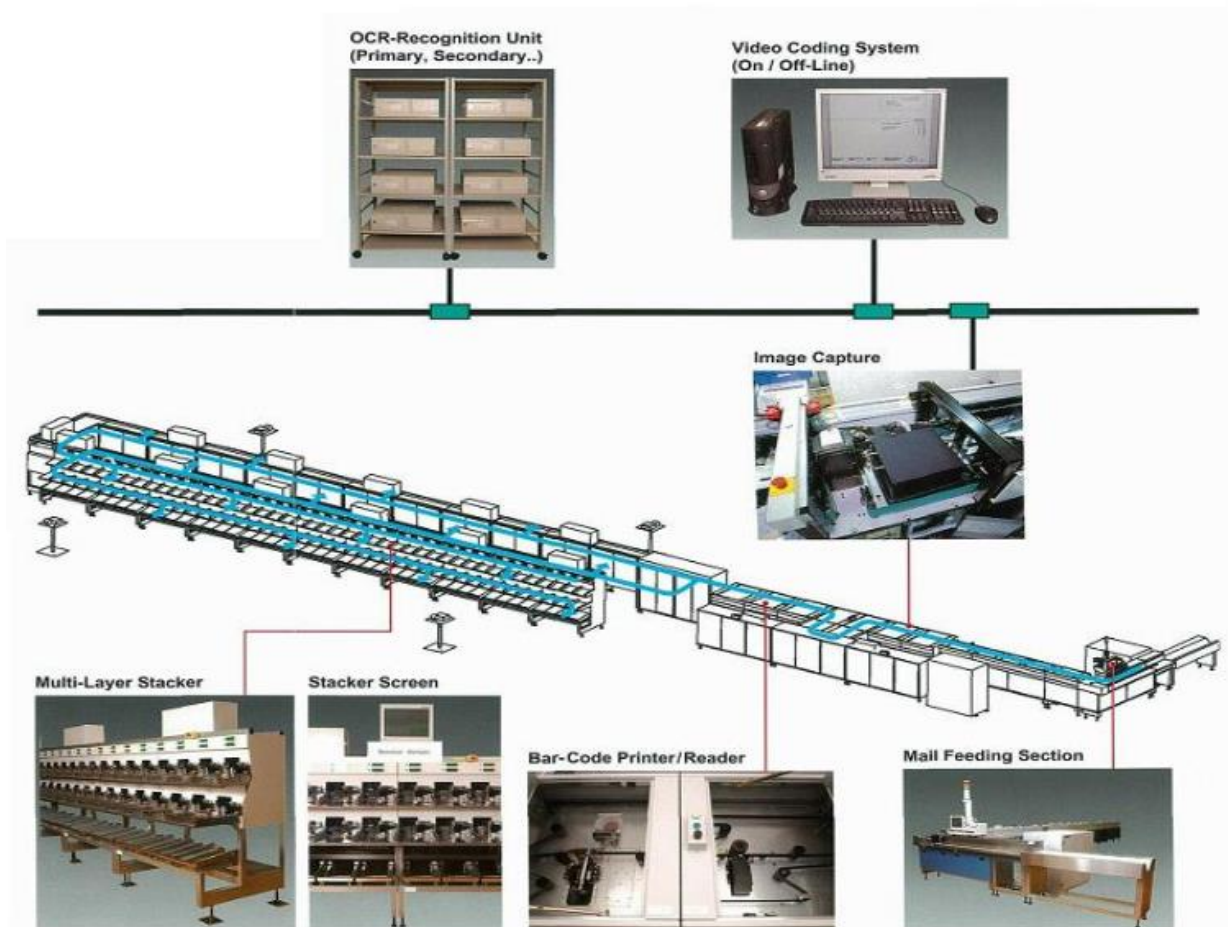 OCR-Recognition Unit
(Primary, Secondary..)
Video Coding System
(On / Off-Line)
Image Capture
Multi-Layer Stacker
Stacker Screen
Bar-Code Printer/Reader
Mail Feeding Section